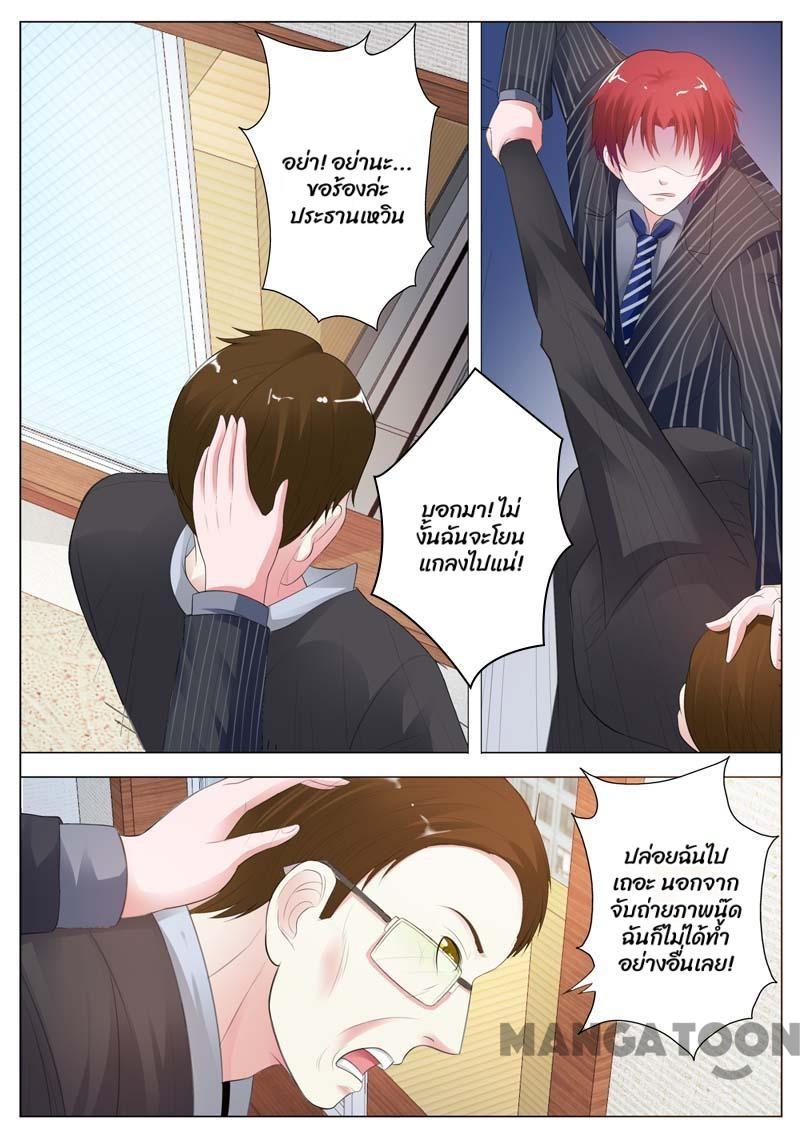 อย่า! อย่านะ...
ขอร้องล่ะ
ประธานเหวิน
บอกมา! ไม่
งั้นฉันจะโยน
แกลงไปแน่!
ปล่อยฉันไป
เถอะ นอกจาก
จับถ่ายภาพนู๊ด
ฉันก็ไม่ได้ทำ
อย่างอื่นเลย!
MANGATOON